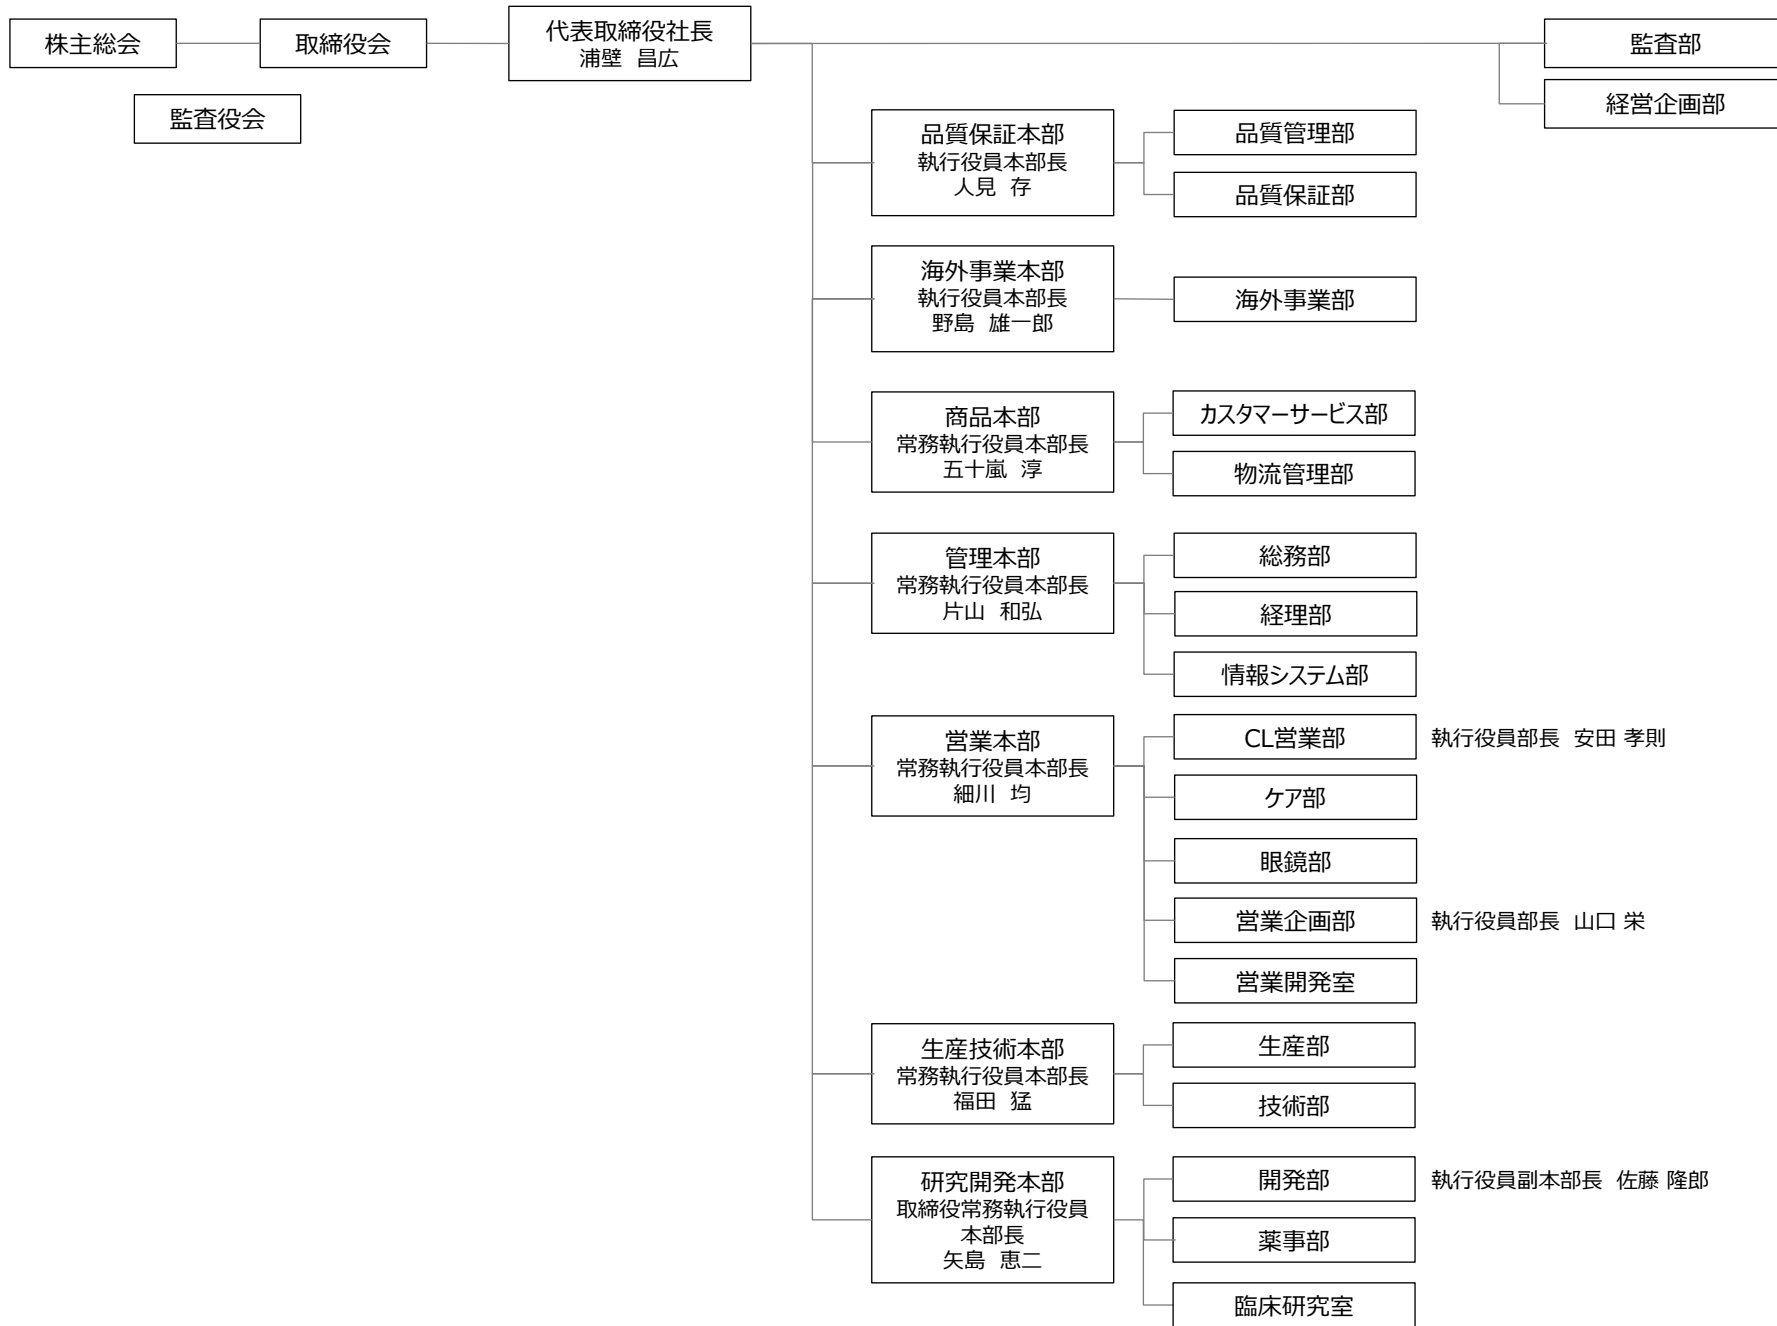 株主総会
取締役会
代表取締役社長
浦壁 昌広
監査部
経営企画部
監査役会
品質保証本部
執行役員本部長
人見 存
品質管理部
品質保証部
海外事業本部
執行役員本部長
野島 雄一郎
海外事業部
商品本部
常務執行役員本部長
五十嵐 淳
カスタマーサービス部
物流管理部
管理本部
常務執行役員本部長
片山 和弘
総務部
経理部
情報システム部
営業本部
常務執行役員本部長
細川 均
CL営業部
執行役員部長 安田 孝則
ケア部
眼鏡部
営業企画部
執行役員部長 山口 栄
営業開発室
生産技術本部
常務執行役員本部長
福田 猛
生産部
技術部
研究開発本部
取締役常務執行役員
本部長
矢島 恵二
開発部
執行役員副本部長 佐藤 隆郎
薬事部
臨床研究室